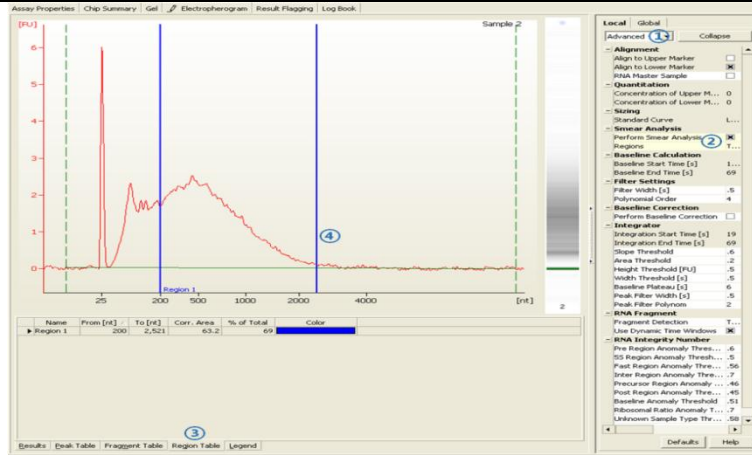 Assay Properties Chip Summary Gel Electropherogram Result Flagging Log Book
[FU]
Sample 2
6
5
4
3
2
1
0
25 200 500 1000 2000 4000 [nt]
Region 1
4
2
Name From [nt] To [nt] Corr. Area % of Total Color
Region 1 200 2,521 63.2 69
3
Results Peak Table Fragment Table Region Table Legend
Local Global
Advanced 1 Collapse
Alignment
Align to Upper Marker
Align to Lower Marker
RNA Master Sample
Quantitation
Concentration of Upper M... 0
Concentration of Lower M... 0
Sizing
Standard Curve L...
Smear Analysis
Perform Smear Analysis 2
Regions T...
Baseline Calculation
Baseline Start Time [s] 1...
Baseline End Time [s] 69
Filter Settings
Filter Width [s] .5
Polynomial Order 4
Baseline Correction
Perform Baseline Correction
Integrator
Integration Start Time [s] 19
Integration End Time [s] 69
Slope Threshold .6
Area Threshold .2
Height Threshold [FU] .5
Width Threshold [s] .5
Baseline Plateau [s] 6
Peak Filter Width [s] .5
Peak Filter Polynom 2
RNA Fragment
Fragment Detection T...
Use Dynamic Time Windows
RNA Integrity Number
Pre Region Anomaly Thres... .6
5S Region Anomaly Thresh... .5
Fast Region Anomaly Thre... .56
Inter Region Anomaly Thre... .7
Precursor Region Anomaly ... .46
Post Region Anomaly Thre... .45
Baseline Anomaly Threshold .51
Ribosomal Ratio Anomaly T... .7
Unknown Sample Type Thr... .58
Defaults Help